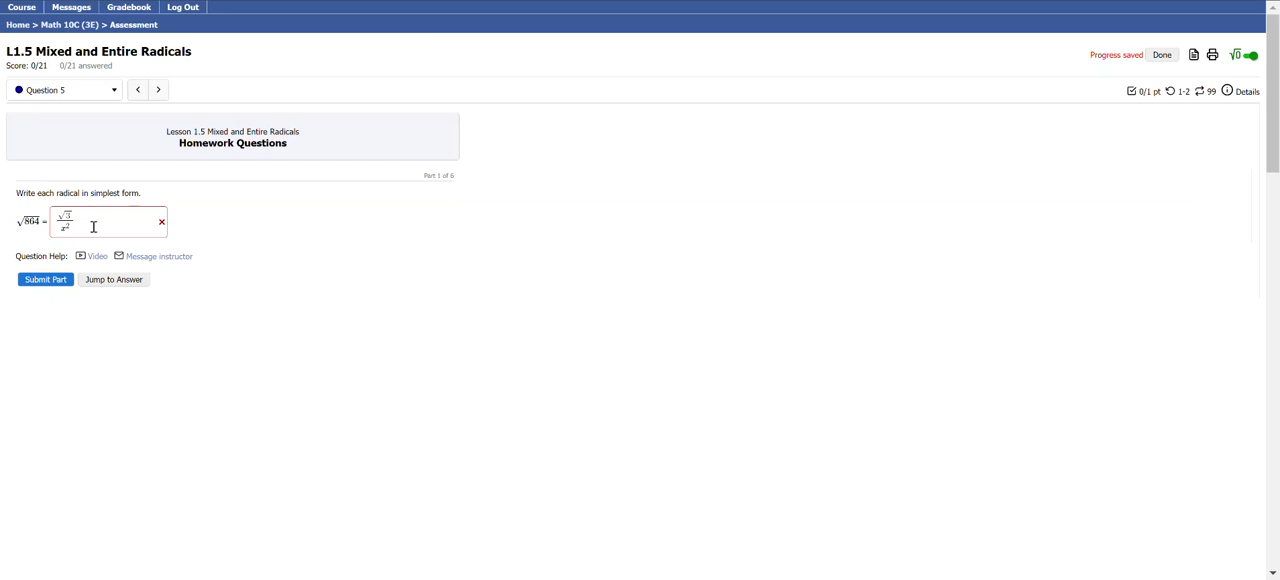 Course Messages Gradebook Log Out
Home > Math 10C (3E) > Assessment
L1.5 Mixed and Entire Radicals
Score: 0/21 0/21 answered
Progress saved Done √0
Question 5 ▾ < >
0/1 pt 1-2 99 Details
Lesson 1.5 Mixed and Entire Radicals
Homework Questions
Part 1 of 6
Write each radical in simplest form.
√864 = √3/x²
Question Help: Video Message instructor
Submit Part Jump to Answer